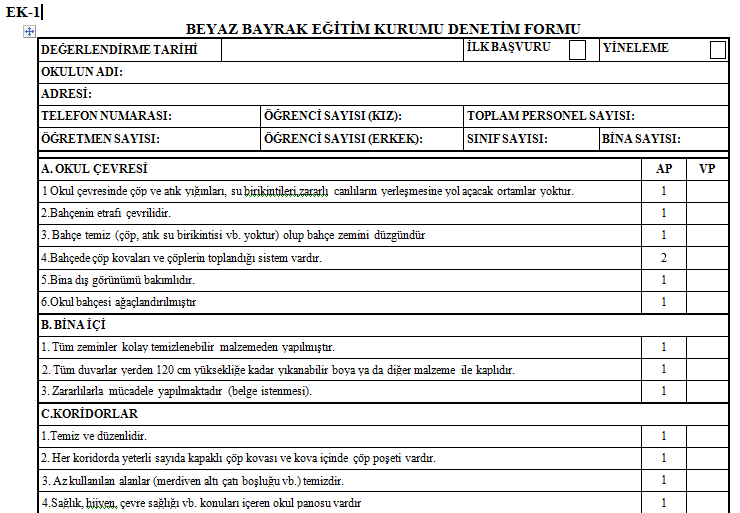 EK-1
BEYAZ BAYRAK EĞİTİM KURUMU DENETİM FORMU
DEĞERLENDİRME TARİHİ İLK BAŞVURU YİNELEME
OKULUN ADI:
ADRESİ:
TELEFON NUMARASI: ÖĞRENCİ SAYISI (KIZ): TOPLAM PERSONEL SAYISI:
ÖĞRETMEN SAYISI: ÖĞRENCİ SAYISI (ERKEK): SINIF SAYISI: BİNA SAYISI:
A. OKUL ÇEVRESİ AP VP
1 Okul çevresinde çöp ve atık yığınları, su birikintileri,zararlı canlıların yerleşmesine yol açacak ortamlar yoktur. 1
2.Bahçenin etrafı çevrilidir. 1
3. Bahçe temiz (çöp, atık su birikintisi vb. yoktur) olup bahçe zemini düzgündür 1
4.Bahçede çöp kovaları ve çöplerin toplandığı sistem vardır. 2
5.Bina dış görünümü bakımlıdır. 1
6.Okul bahçesi ağaçlandırılmıştır 1
B. BİNA İÇİ
1. Tüm zeminler kolay temizlenebilir malzemeden yapılmıştır. 1
2. Tüm duvarlar yerden 120 cm yüksekliğe kadar yıkanabilir boya ya da diğer malzeme ile kaplıdır. 1
3. Zararlılarla mücadele yapılmaktadır (belge istenmesi). 1
C.KORİDORLAR
1.Temiz ve düzenlidir. 1
2. Her koridorda yeterli sayıda kapaklı çöp kovası ve kova içinde çöp poşeti vardır. 1
3. Az kullanılan alanlar (merdiven altı çatı boşluğu vb.) temizdir. 1
4.Sağlık, hijyen, çevre sağlığı vb. konuları içeren okul panosu vardır 1